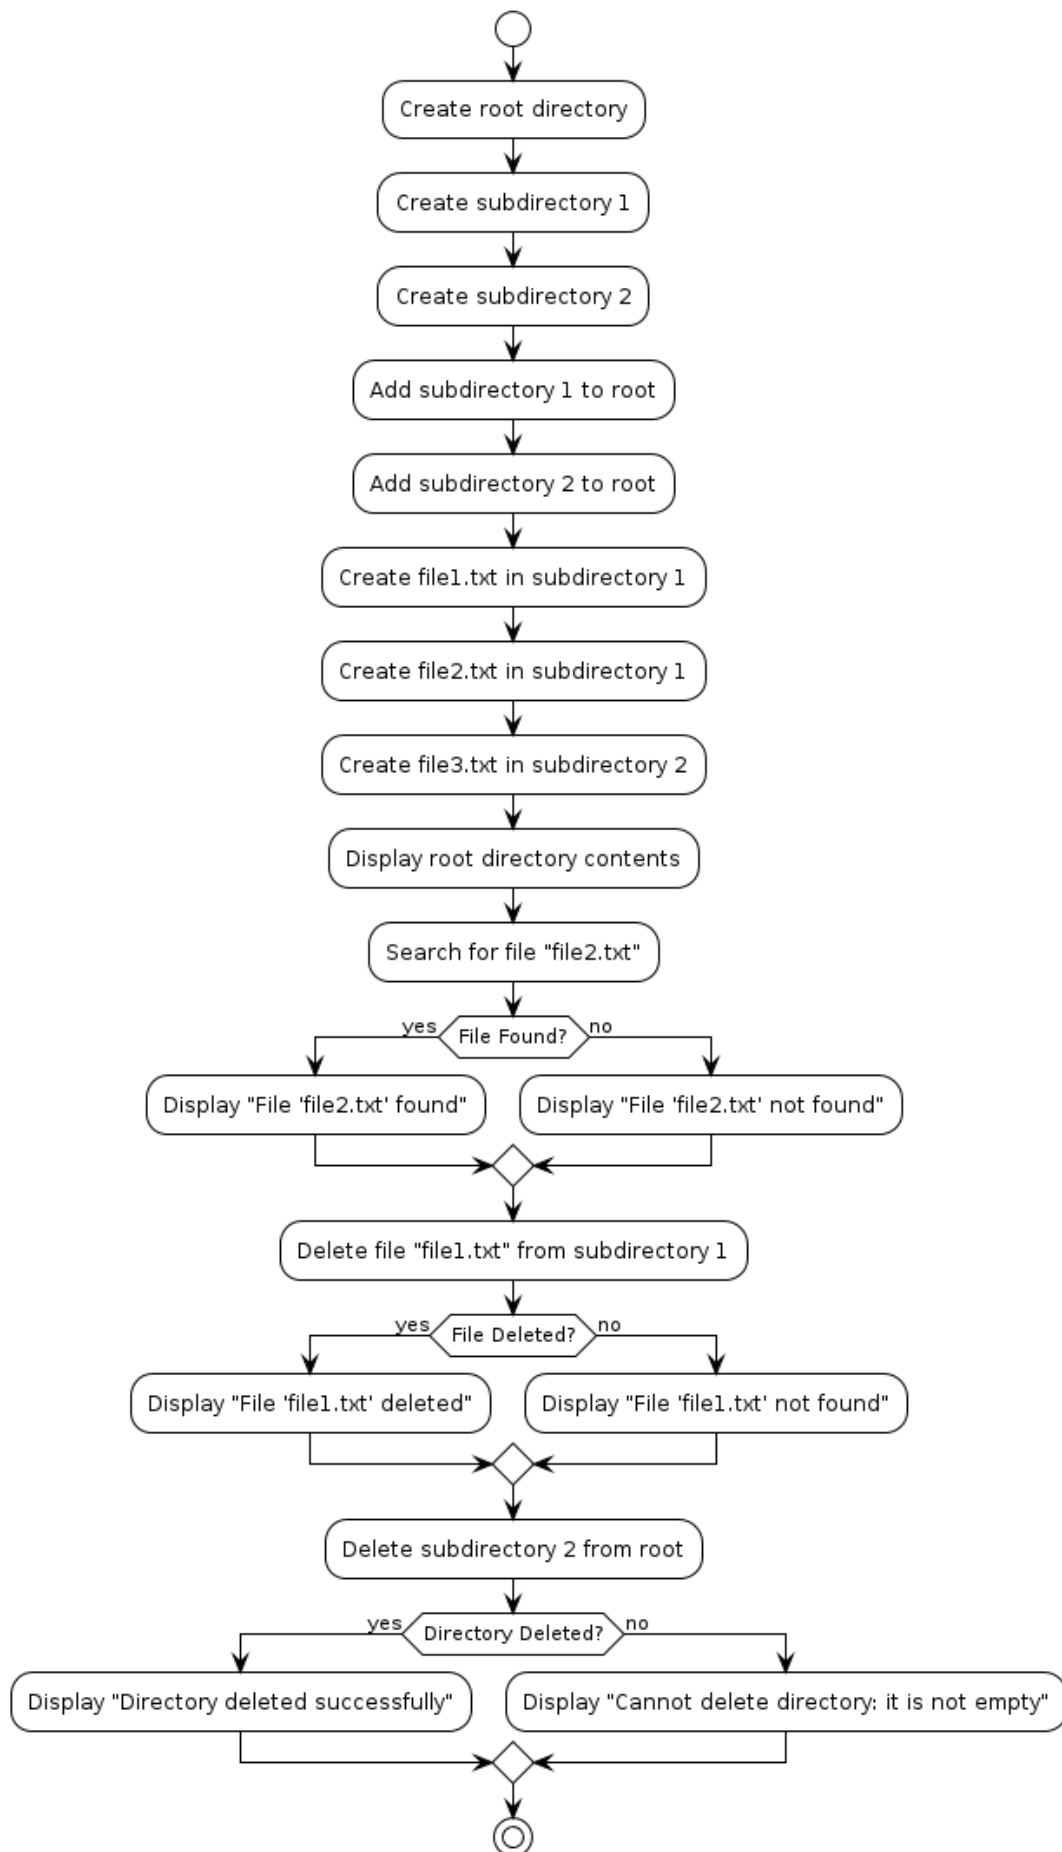 Create root directory
Create subdirectory 1
Create subdirectory 2
Add subdirectory 1 to root
Add subdirectory 2 to root
Create file1.txt in subdirectory 1
Create file2.txt in subdirectory 1
Create file3.txt in subdirectory 2
Display root directory contents
Search for file "file2.txt"
yes
File Found?
no
Display "File 'file2.txt' found"
Display "File 'file2.txt' not found"
Delete file "file1.txt" from subdirectory 1
yes
File Deleted?
no
Display "File 'file1.txt' deleted"
Display "File 'file1.txt' not found"
Delete subdirectory 2 from root
yes
Directory Deleted?
no
Display "Directory deleted successfully"
Display "Cannot delete directory: it is not empty"